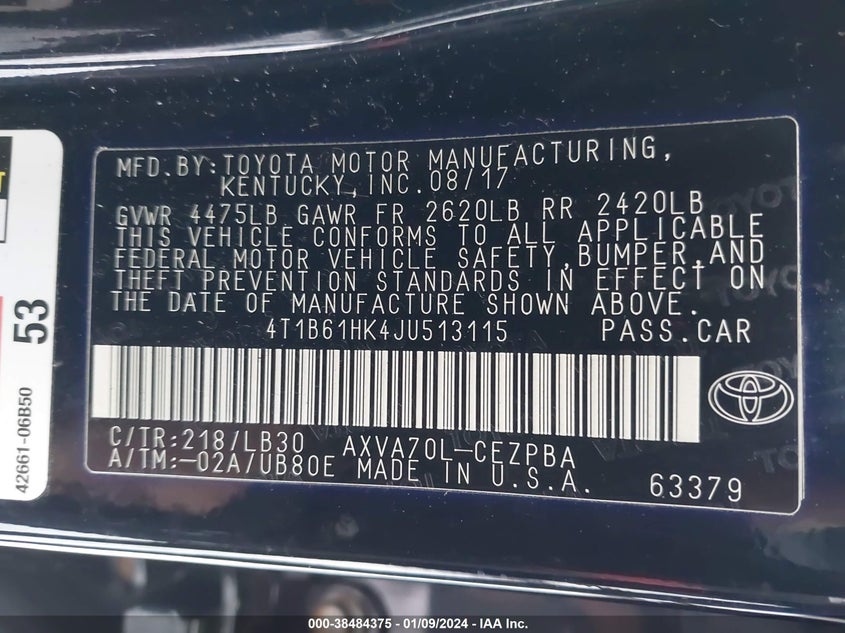 MFD.BY:TOYOTA MOTOR MANUFACTURING,
KENTUCKY,INC.08/17
GVWR 4475LB GAWR FR 2620LB RR 2420LB
THIS VEHICLE CONFORMS TO ALL APPLICABLE
FEDERAL MOTOR VEHICLE SAFETY,BUMPER,AND
THEFT PREVENTION STANDARDS IN EFFECT ON
THE DATE OF MANUFACTURE SHOWN ABOVE.
4T1B61HK4JU513115 PASS.CAR
C/TR:218/LB30 AXVA70L-CEZPBA
A/TM:-02A/UB80E MADE IN U.S.A. 63379
53
42661-06B50
000-38484375 - 01/09/2024 - IAA Inc.